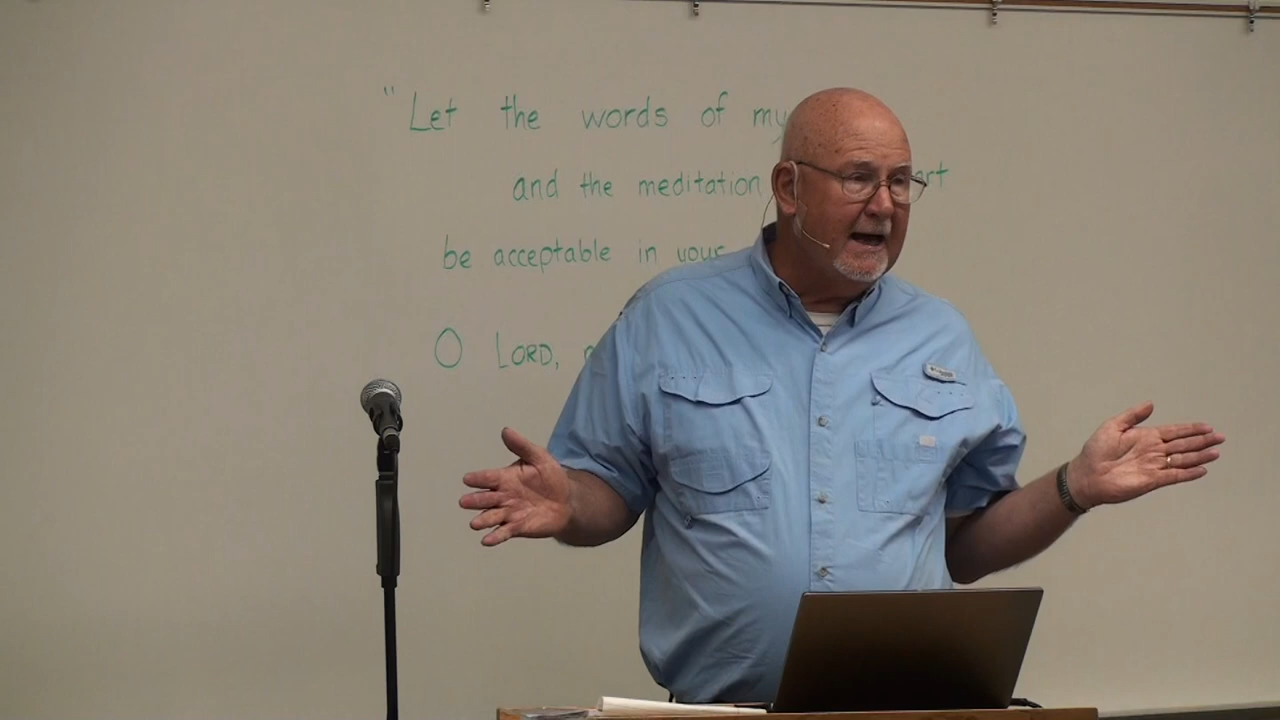 "Let the words of my
and the meditation
be acceptable in your
O LORD,